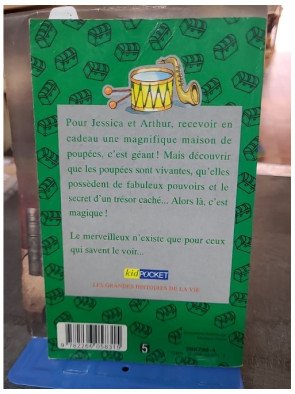 Pour Jessica et Arthur, recevoir en
cadeau une magnifique maison de
poupées, c'est géant ! Mais découvrir
que les poupées sont vivantes, qu'elles
possèdent de fabuleux pouvoirs et le
secret d'un trésor caché... Alors là, c'est
magique !
Le merveilleux n'existe que pour ceux
qui savent le voir...
kid POCKET
LES GRANDES HISTOIRES DE LA VIE
5